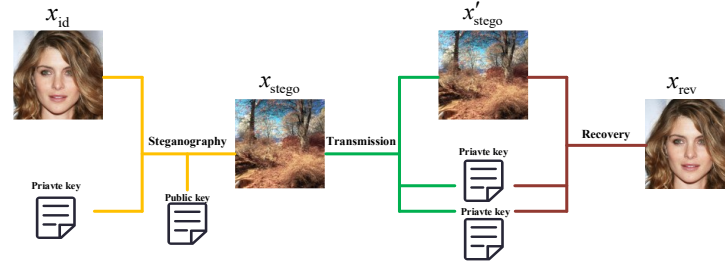 x_id
x_stego
x'_stego
x_rev
Steganography
Transmission
Recovery
Priavte key
Public key
Priavte key
Priavte key